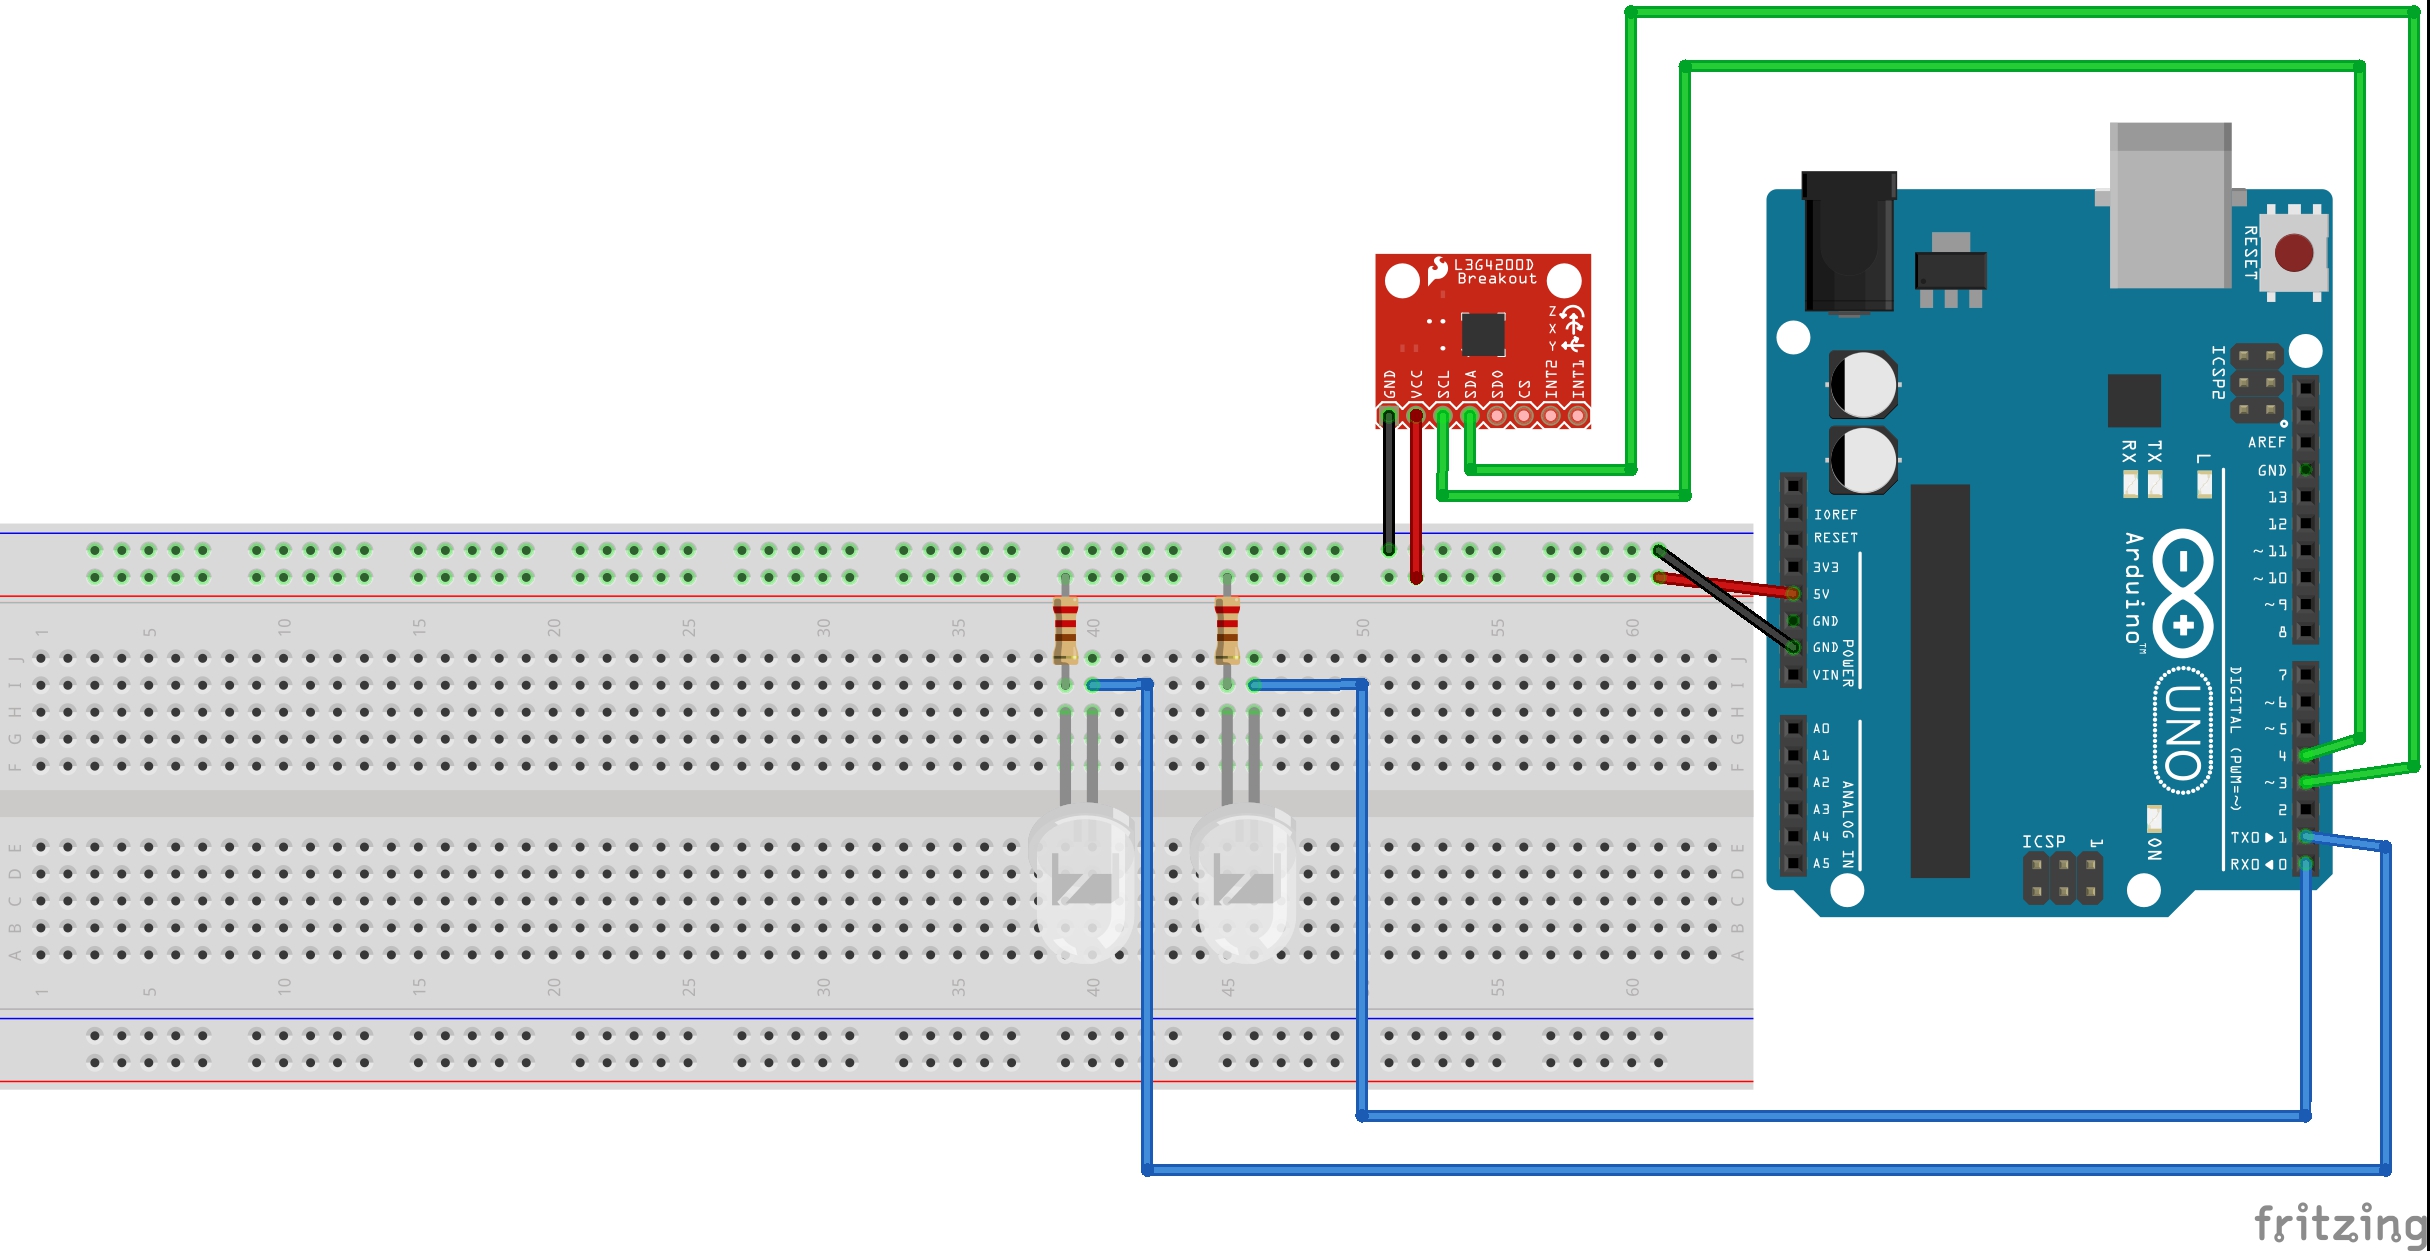 L3G4200D
Breakout
Z
X
Y
GND
VCC
SCL
SDA
SDO
CS
INT2
INT1
RESET
ICSP2
AREF
GND
13
12
~11
~10
~9
8
RX
TX
L
IOREF
RESET
3V3
5V
GND
GND
VIN
POWER
Arduino™
UNO
A0
A1
A2
A3
A4
A5
ANALOG IN
7
~6
~5
4
~3
2
TX0▶1
RX0◀0
DIGITAL (PWM=~)
ICSP
1
ON
1 5 10 15 20 25 30 35 40 50 55 60
J J
I I
H H
G G
F F
E E
D D
C C
B B
A A
1 5 10 15 20 25 30 35 40 45 55 60
fritzing